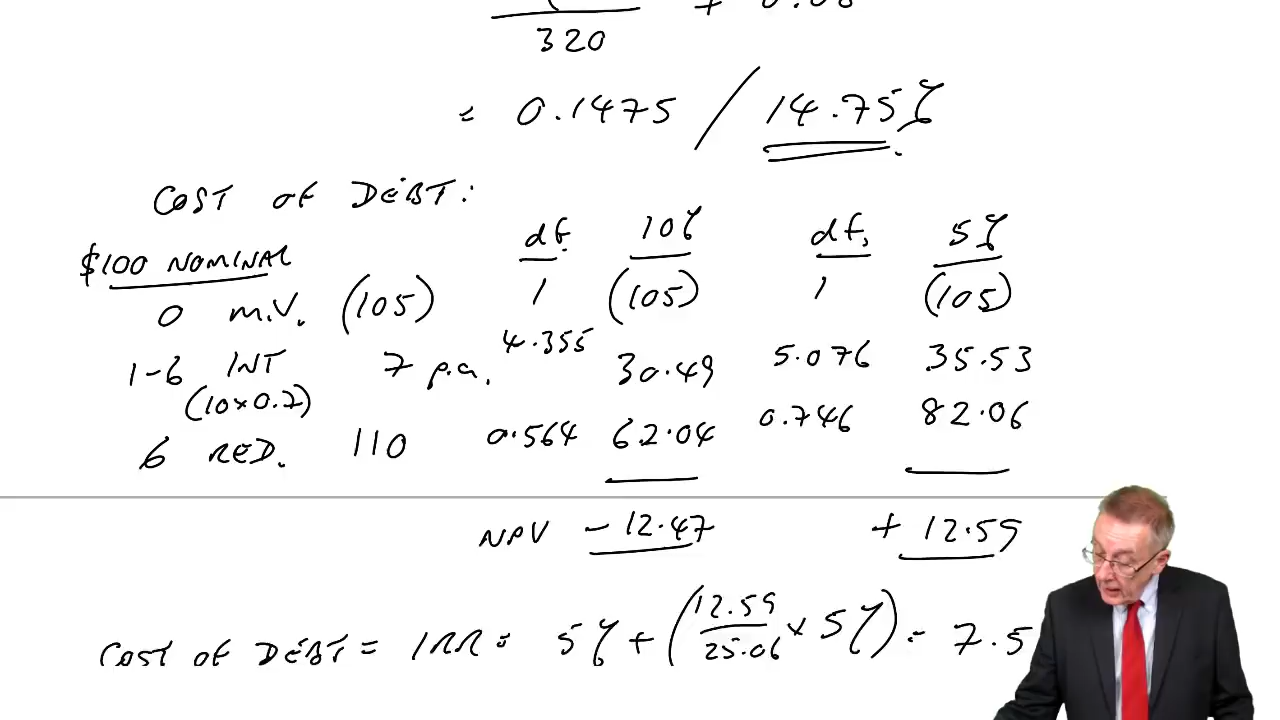 320
= 0.1475 / 14.75%
COST OF DEBT:
$100 NOMINAL df. 10% df, 5%
0 m.v. (105) 1 (105) 1 (105)
1-6 INT 7 p.a. 4.355 30.49 5.076 35.53
(10x0.7)
6 RED. 110 0.564 62.04 0.746 82.06
NPV - 12.47 + 12.59
COST OF DEBT = IRR = 5% + (12.59/25.06 x 5%) = 7.5